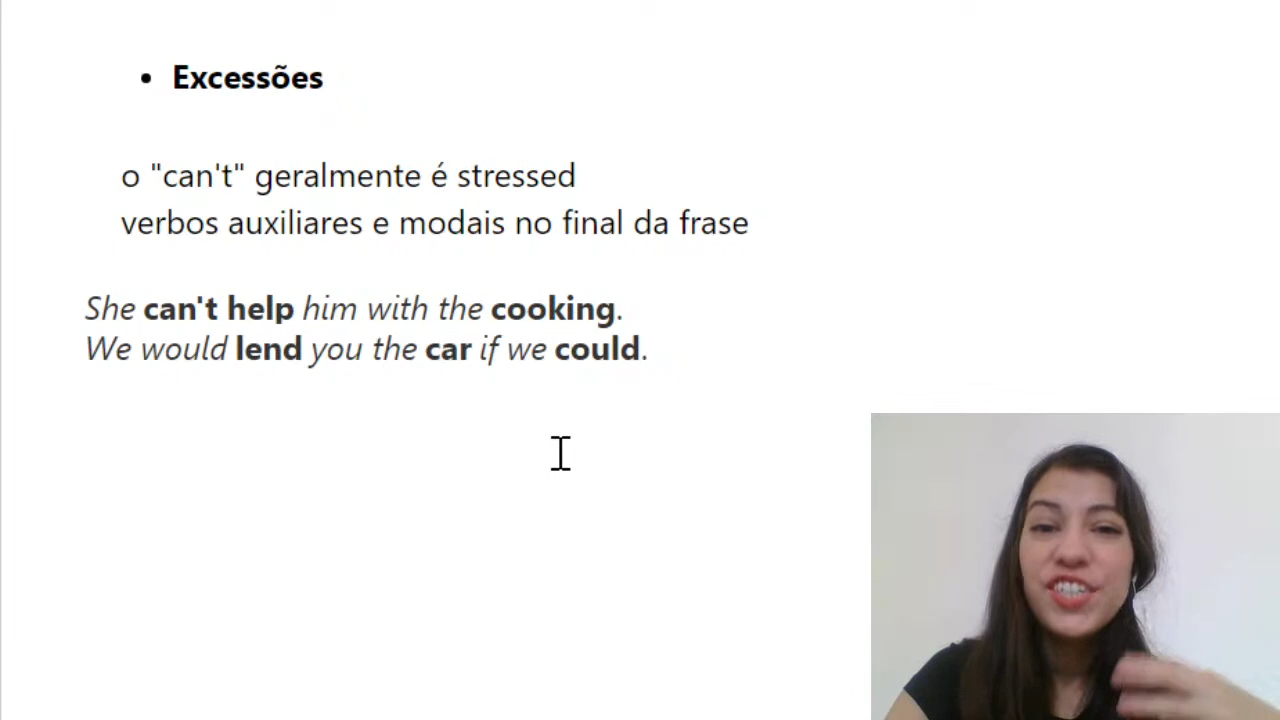 • Excessões
o "can't" geralmente é stressed
verbos auxiliares e modais no final da frase
She can't help him with the cooking.
We would lend you the car if we could.